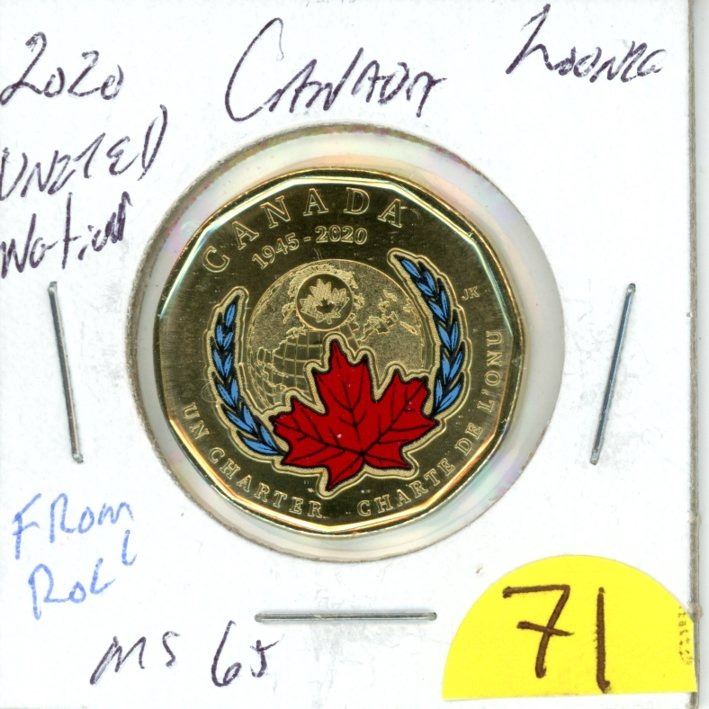 2020 Canada Loonie
United
Nation
CANADA
1945-2020
JK
UN CHARTER CHARTE DE L'ONU
From
Roll
MS 65
71